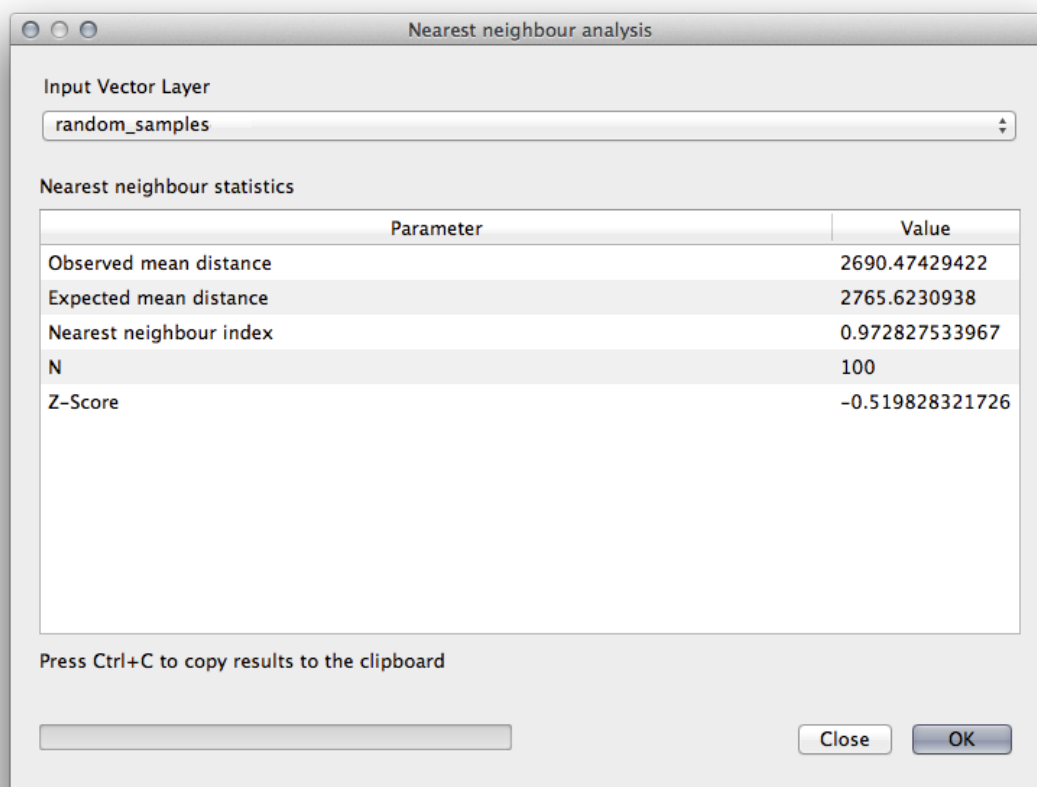 Nearest neighbour analysis
Input Vector Layer
random_samples
Nearest neighbour statistics
Parameter Value
Observed mean distance 2690.47429422
Expected mean distance 2765.6230938
Nearest neighbour index 0.972827533967
N 100
Z-Score -0.519828321726
Press Ctrl+C to copy results to the clipboard
Close OK